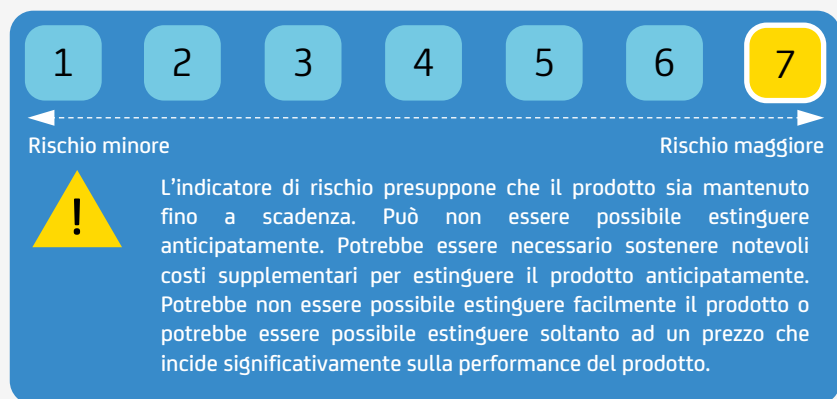 1 2 3 4 5 6 7
Rischio minore Rischio maggiore
!
L'indicatore di rischio presuppone che il prodotto sia mantenuto
fino a scadenza. Può non essere possibile estinguere
anticipatamente. Potrebbe essere necessario sostenere notevoli
costi supplementari per estinguere il prodotto anticipatamente.
Potrebbe non essere possibile estinguere facilmente il prodotto o
potrebbe essere possibile estinguere soltanto ad un prezzo che
incide significativamente sulla performance del prodotto.